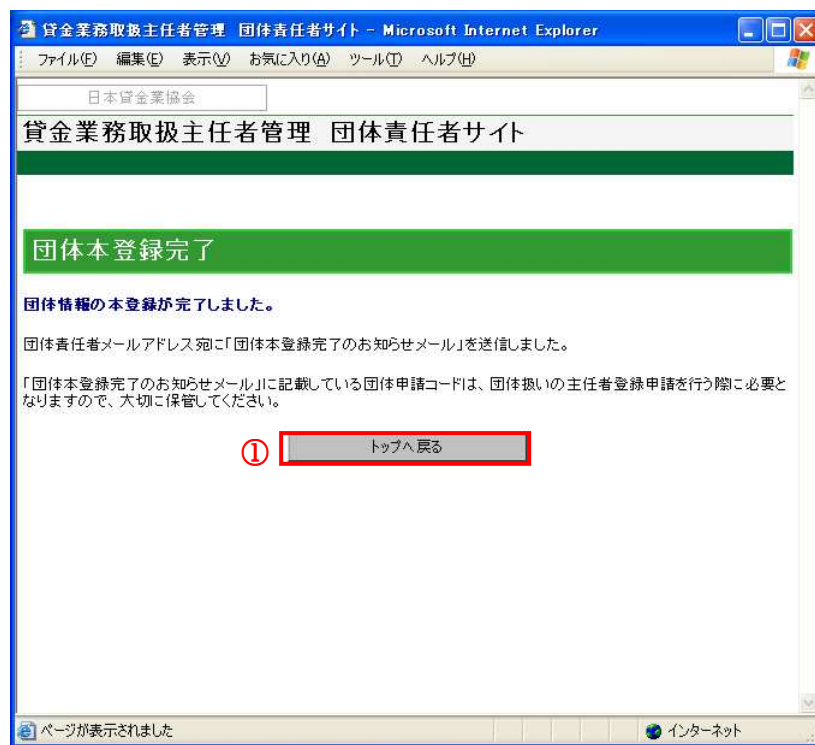 貸金業務取扱主任者管理 団体責任者サイト - Microsoft Internet Explorer
ファイル(F) 編集(E) 表示(V) お気に入り(A) ツール(T) ヘルプ(H)
日本貸金業協会
貸金業務取扱主任者管理 団体責任者サイト
団体本登録完了
団体情報の本登録が完了しました。
団体責任者メールアドレス宛に「団体本登録完了のお知らせメール」を送信しました。
「団体本登録完了のお知らせメール」に記載している団体申請コードは、団体扱いの主任者登録申請を行う際に必要と
なりますので、大切に保管してください。
① トップへ戻る
ページが表示されました インターネット